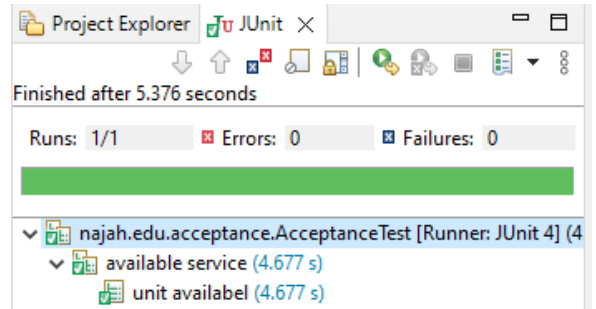 Project Explorer JUnit
Finished after 5.376 seconds
Runs: 1/1 Errors: 0 Failures: 0
najah.edu.acceptance.AcceptanceTest [Runner: JUnit 4] (4
available service (4.677 s)
unit availabel (4.677 s)